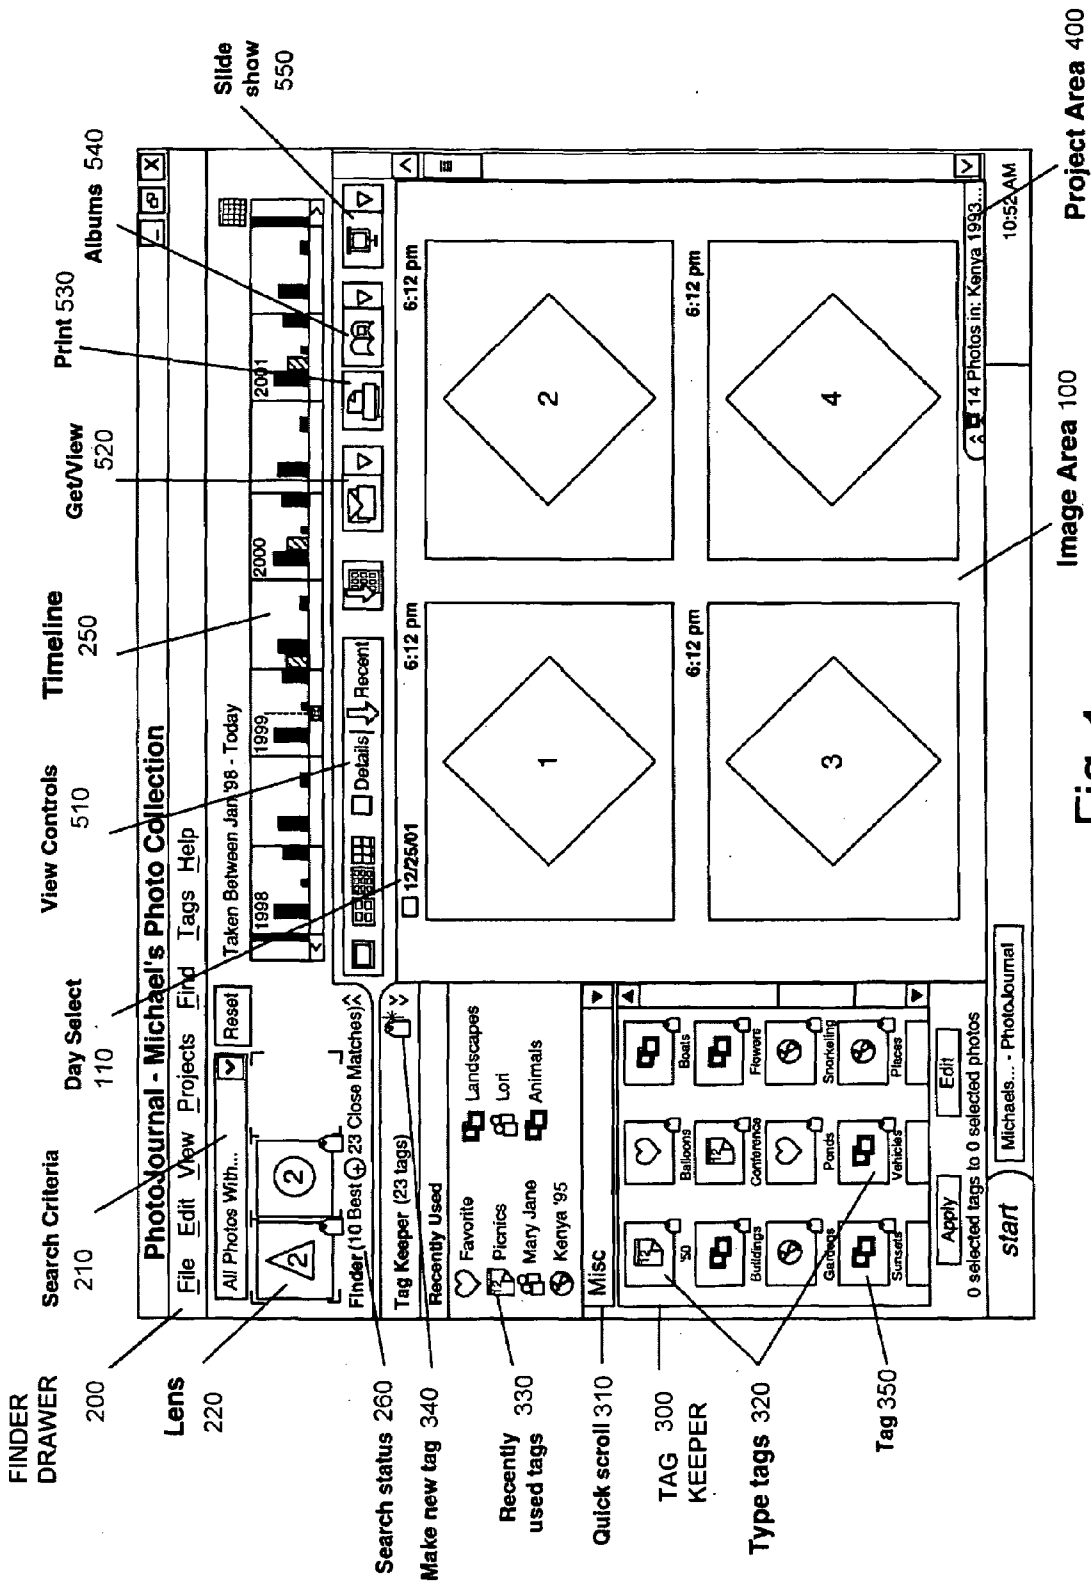 FINDER
DRAWER
200
Search Criteria
210
Day Select
110
View Controls
510
Timeline
250
Get/View
520
Print 530
Albums 540
Slide
show
550
Lens
220
PhotoJournal - Michael's Photo Collection
File Edit View Projects Find Tags Help
All Photos With...
Reset
Taken Between Jan '98 - Today
1998
1999
2000
2001
2
2
Finder (10 Best + 23 Close Matches)
Details
Recent
Search status 260
Make new tag 340
Recently 330
used tags
Quick scroll 310
TAG 300
KEEPER
Type tags 320
Tag 350
Tag Keeper (23 tags)
Recently Used
Favorite
Landscapes
Picnics
Lori
Mary Jane
Animals
Kenya '95
Misc
12
'50
Balloons
Boats
Buildings
12
Conference
Flowers
Gardens
Ponds
Snorkeling
Sunsets
Vehicles
Places
Apply
Edit
0 selected tags to 0 selected photos
12/25/01
6:12 pm
6:12 pm
1
2
6:12 pm
6:12 pm
3
4
14 Photos in: Kenya 1993...
start
Michaels... - PhotoJournal
10:52 AM
Image Area 100
Project Area 400